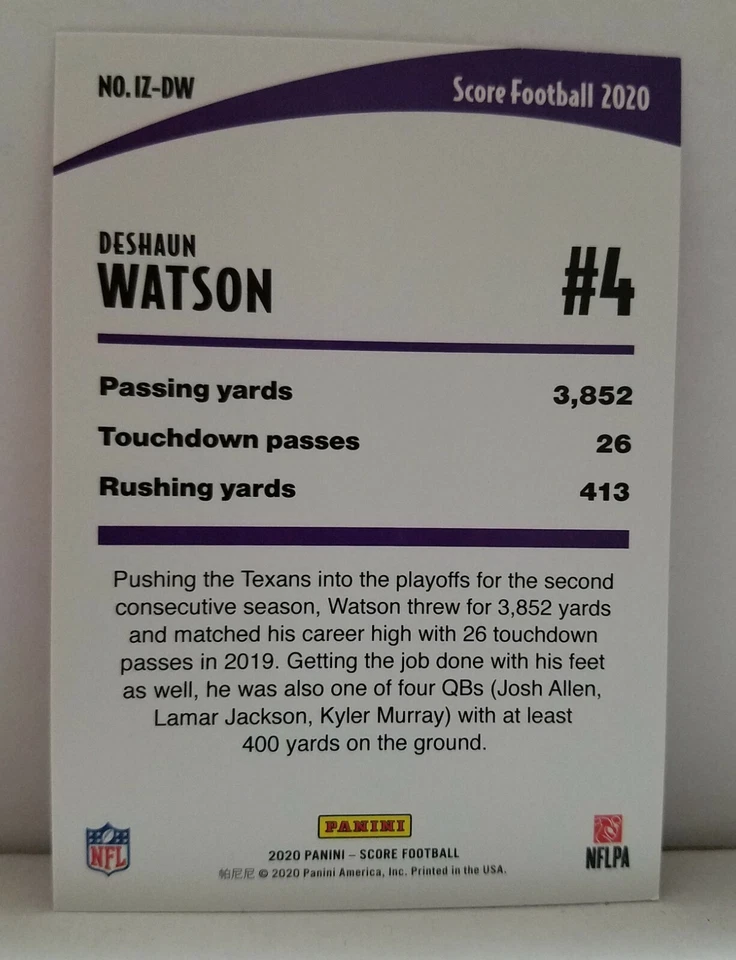 NO. IZ-DW
Score Football 2020
DESHAUN
WATSON
#4
Passing yards 3,852
Touchdown passes 26
Rushing yards 413
Pushing the Texans into the playoffs for the second
consecutive season, Watson threw for 3,852 yards
and matched his career high with 26 touchdown
passes in 2019. Getting the job done with his feet
as well, he was also one of four QBs (Josh Allen,
Lamar Jackson, Kyler Murray) with at least
400 yards on the ground.
NFL
PANINI
NFLPA
2020 PANINI – SCORE FOOTBALL
帕尼尼 © 2020 Panini America, Inc. Printed in the USA.